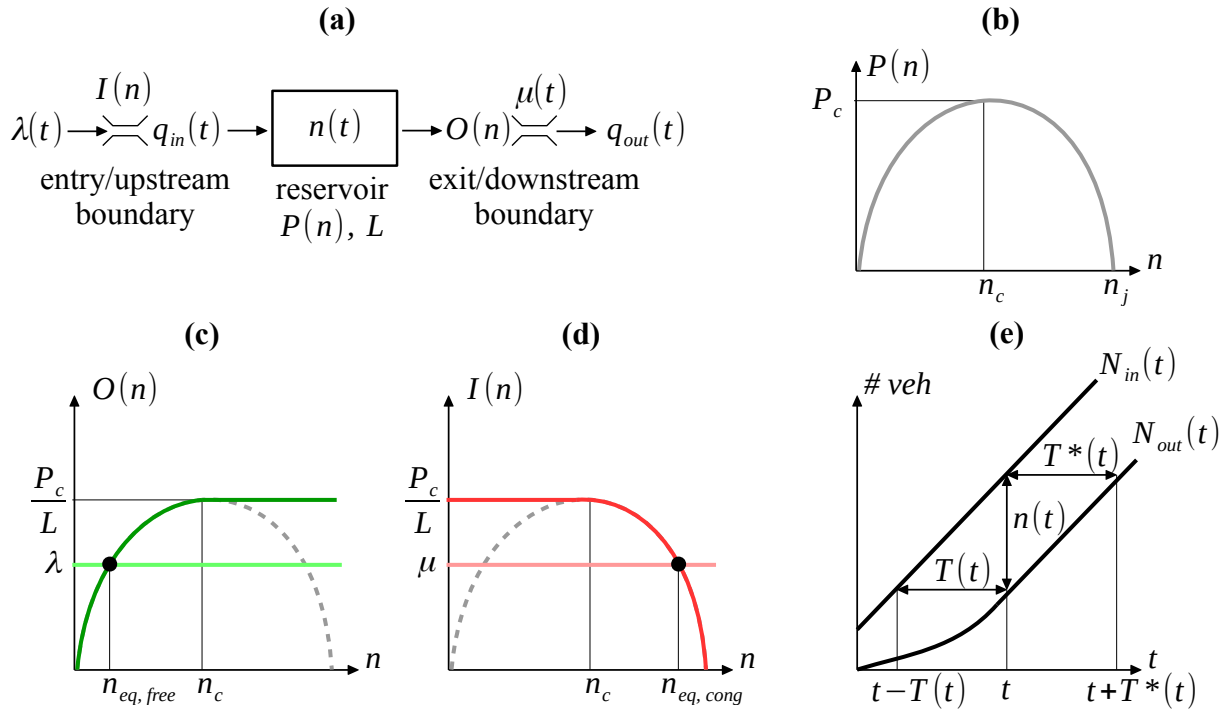 (a)
I(n)
λ(t)
q_in(t)
n(t)
O(n)
μ(t)
q_out(t)
entry/upstream
boundary
reservoir
P(n), L
exit/downstream
boundary
(b)
P(n)
P_c
n
n_c
n_j
(c)
O(n)
P_c
L
λ
n
n_eq, free
n_c
(d)
I(n)
P_c
L
μ
n
n_c
n_eq, cong
(e)
# veh
N_in(t)
N_out(t)
T*(t)
n(t)
T(t)
t
t−T(t)
t
t+T*(t)